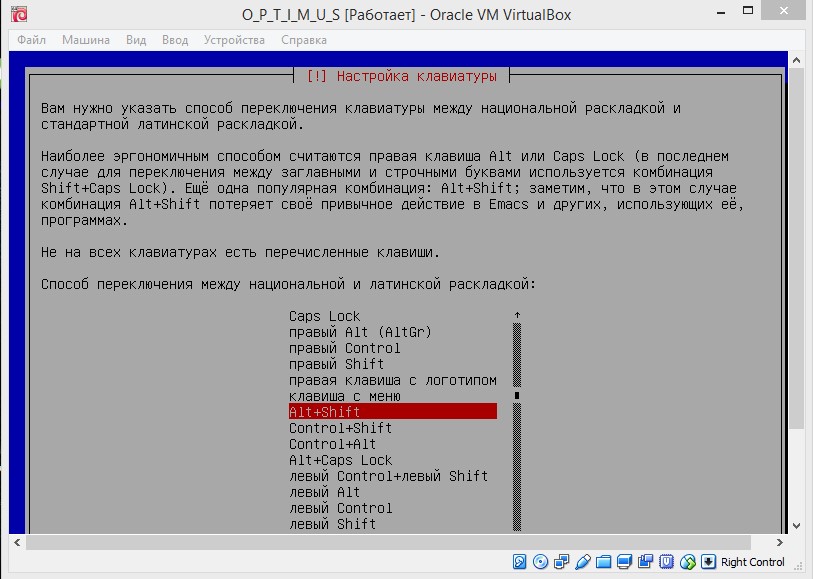 O_P_T_I_M_U_S [Работает] - Oracle VM VirtualBox
Файл Машина Вид Ввод Устройства Справка
[!] Настройка клавиатуры
Вам нужно указать способ переключения клавиатуры между национальной раскладкой и
стандартной латинской раскладкой.
Наиболее эргономичным способом считаются правая клавиша Alt или Caps Lock (в последнем
случае для переключения между заглавными и строчными буквами используется комбинация
Shift+Caps Lock). Ещё одна популярная комбинация: Alt+Shift; заметим, что в этом случае
комбинация Alt+Shift потеряет своё привычное действие в Emacs и других, использующих её,
программах.
Не на всех клавиатурах есть перечисленные клавиши.
Способ переключения между национальной и латинской раскладкой:
Caps Lock
правый Alt (AltGr)
правый Control
правый Shift
правая клавиша с логотипом
клавиша с меню
Alt+Shift
Control+Shift
Control+Alt
Alt+Caps Lock
левый Control+левый Shift
левый Alt
левый Control
левый Shift
Right Control